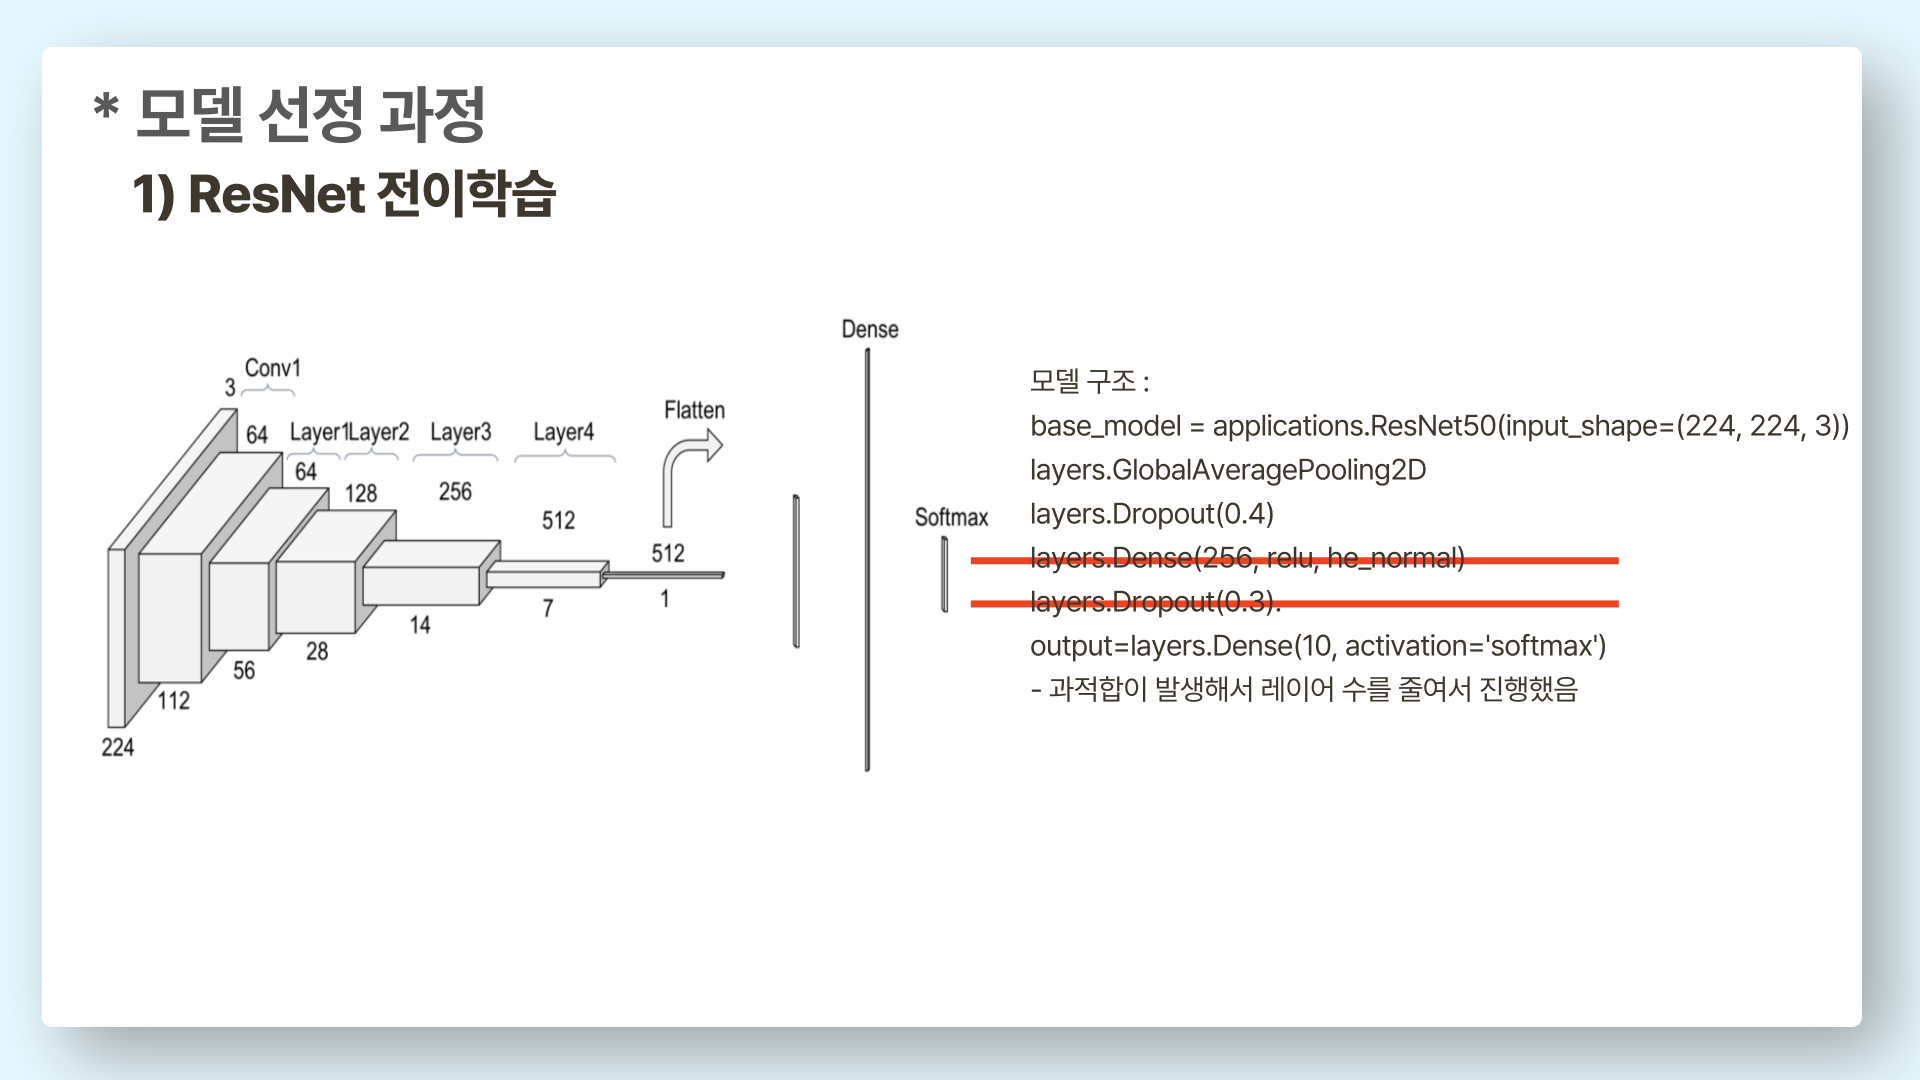 * 모델 선정 과정
1) ResNet 전이학습
Dense
Conv1
3
Flatten
64
Layer1
Layer2
Layer3
Layer4
64
128
256
512
Softmax
512
1
7
14
28
56
112
224
모델 구조 :
base_model = applications.ResNet50(input_shape=(224, 224, 3))
layers.GlobalAveragePooling2D
layers.Dropout(0.4)
layers.Dense(256, relu, he_normal)
layers.Dropout(0.3).
output=layers.Dense(10, activation='softmax')
- 과적합이 발생해서 레이어 수를 줄여서 진행했음